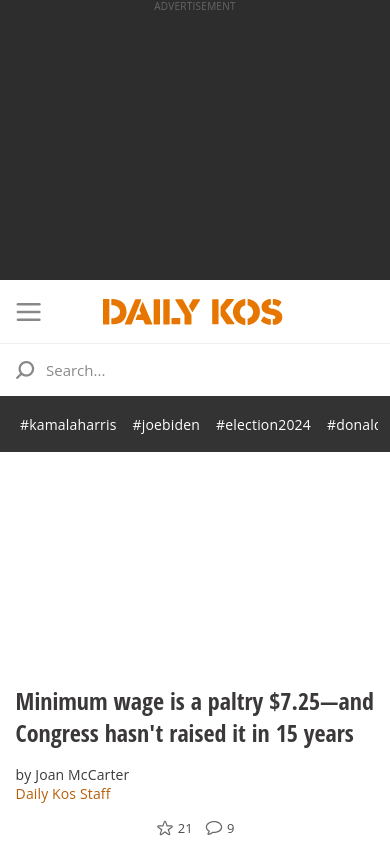 ADVERTISEMENT
DAILY KOS
Search...
#kamalaharris #joebiden #election2024 #donald
Minimum wage is a paltry $7.25—and
Congress hasn't raised it in 15 years
by Joan McCarter
Daily Kos Staff
21 9